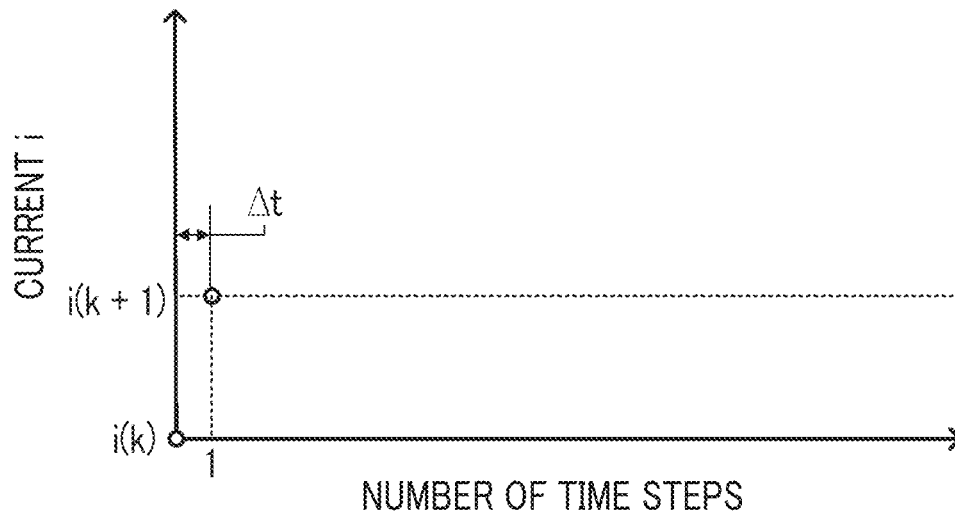 CURRENT i
Δt
i(k + 1)
i(k)
1
NUMBER OF TIME STEPS